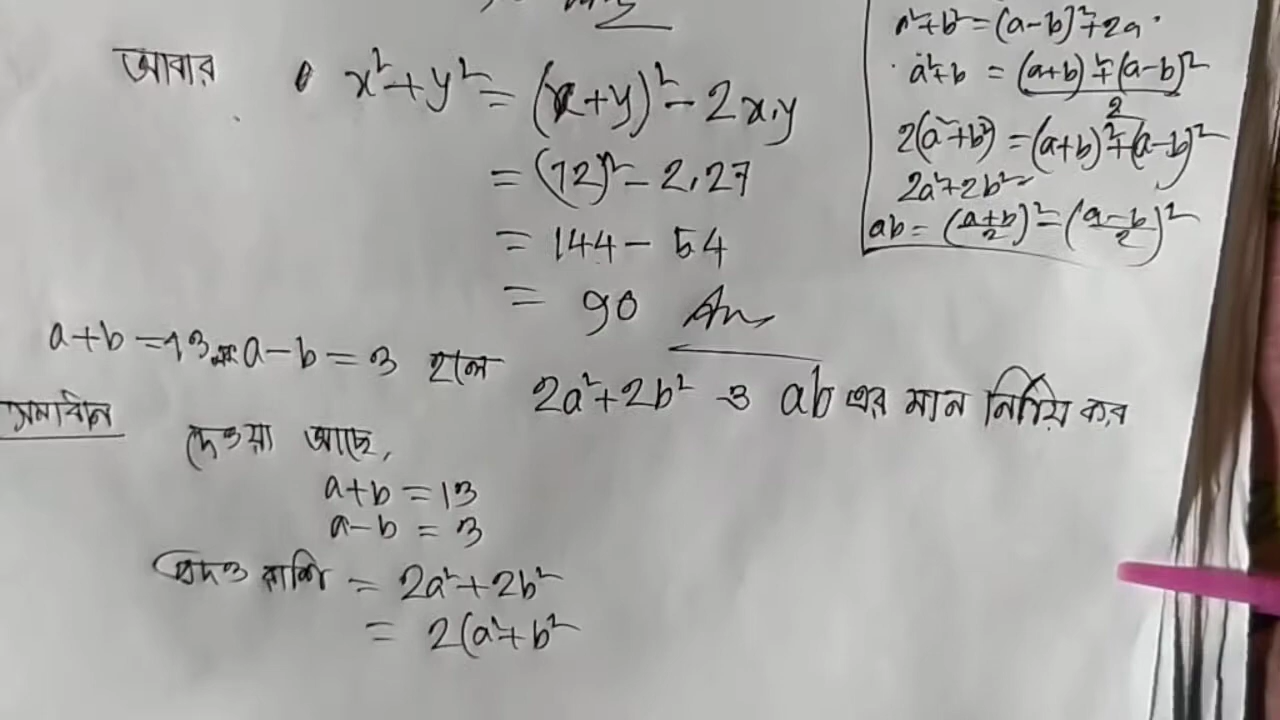 আবার x²+y² = (x+y)² - 2x.y
= (12)² - 2.27
= 144 - 54
= 90 Ans
a²+b² = (a-b)²+2a
a²+b = (a+b)²+(a-b)²/2
2(a²+b²) = (a+b)²+(a-b)²
2a²+2b² =
ab = (a+b/2)² - (a-b/2)²
a+b = 13 a-b = 3 হলে 2a²+2b² ও ab এর মান নির্ণয় কর
সমাধান
দেওয়া আছে,
a+b = 13
a-b = 3
প্রদত্ত রাশি = 2a²+2b²
= 2(a²+b²